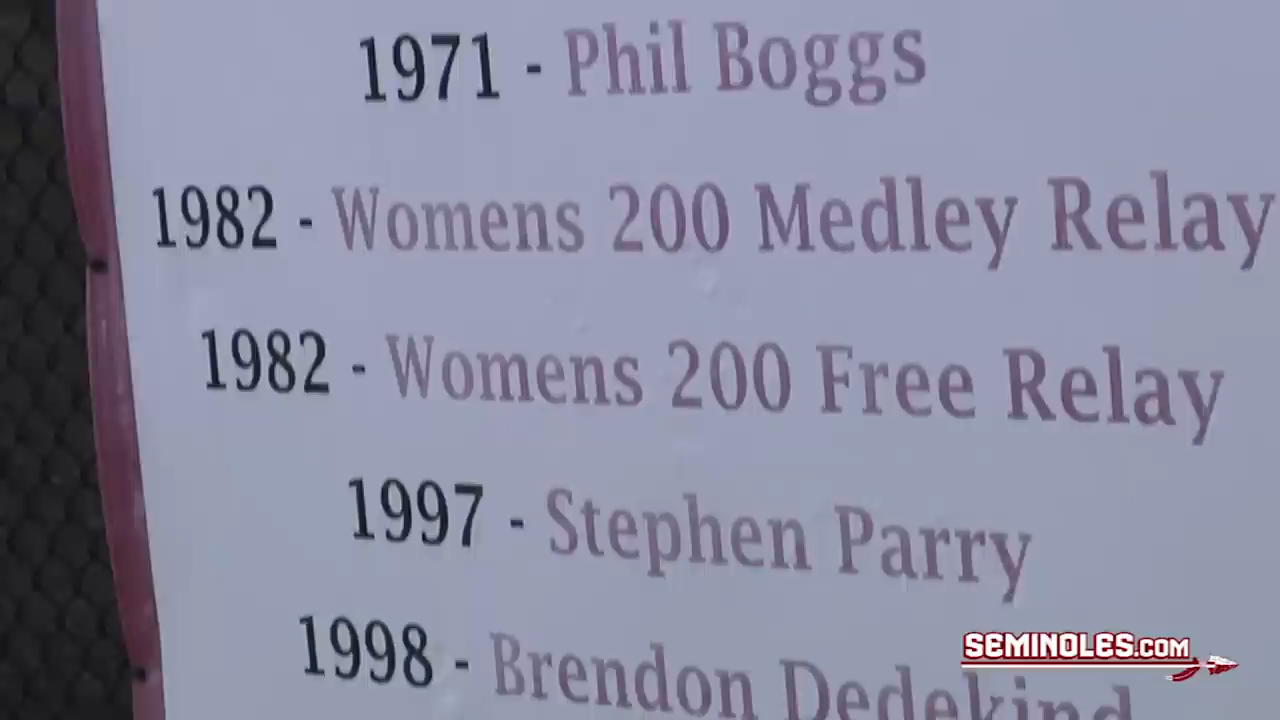 1971 - Phil Boggs
1982 - Womens 200 Medley Relay
1982 - Womens 200 Free Relay
1997 - Stephen Parry
1998 - Brendon Dedekind
SEMINOLES.COM